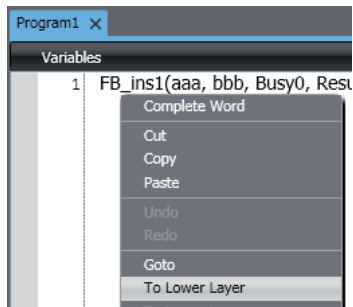 Program1 ×
Variables
1 FB_ins1(aaa, bbb, Busy0, Resu
Complete Word
Cut
Copy
Paste
Undo
Redo
Goto
To Lower Layer